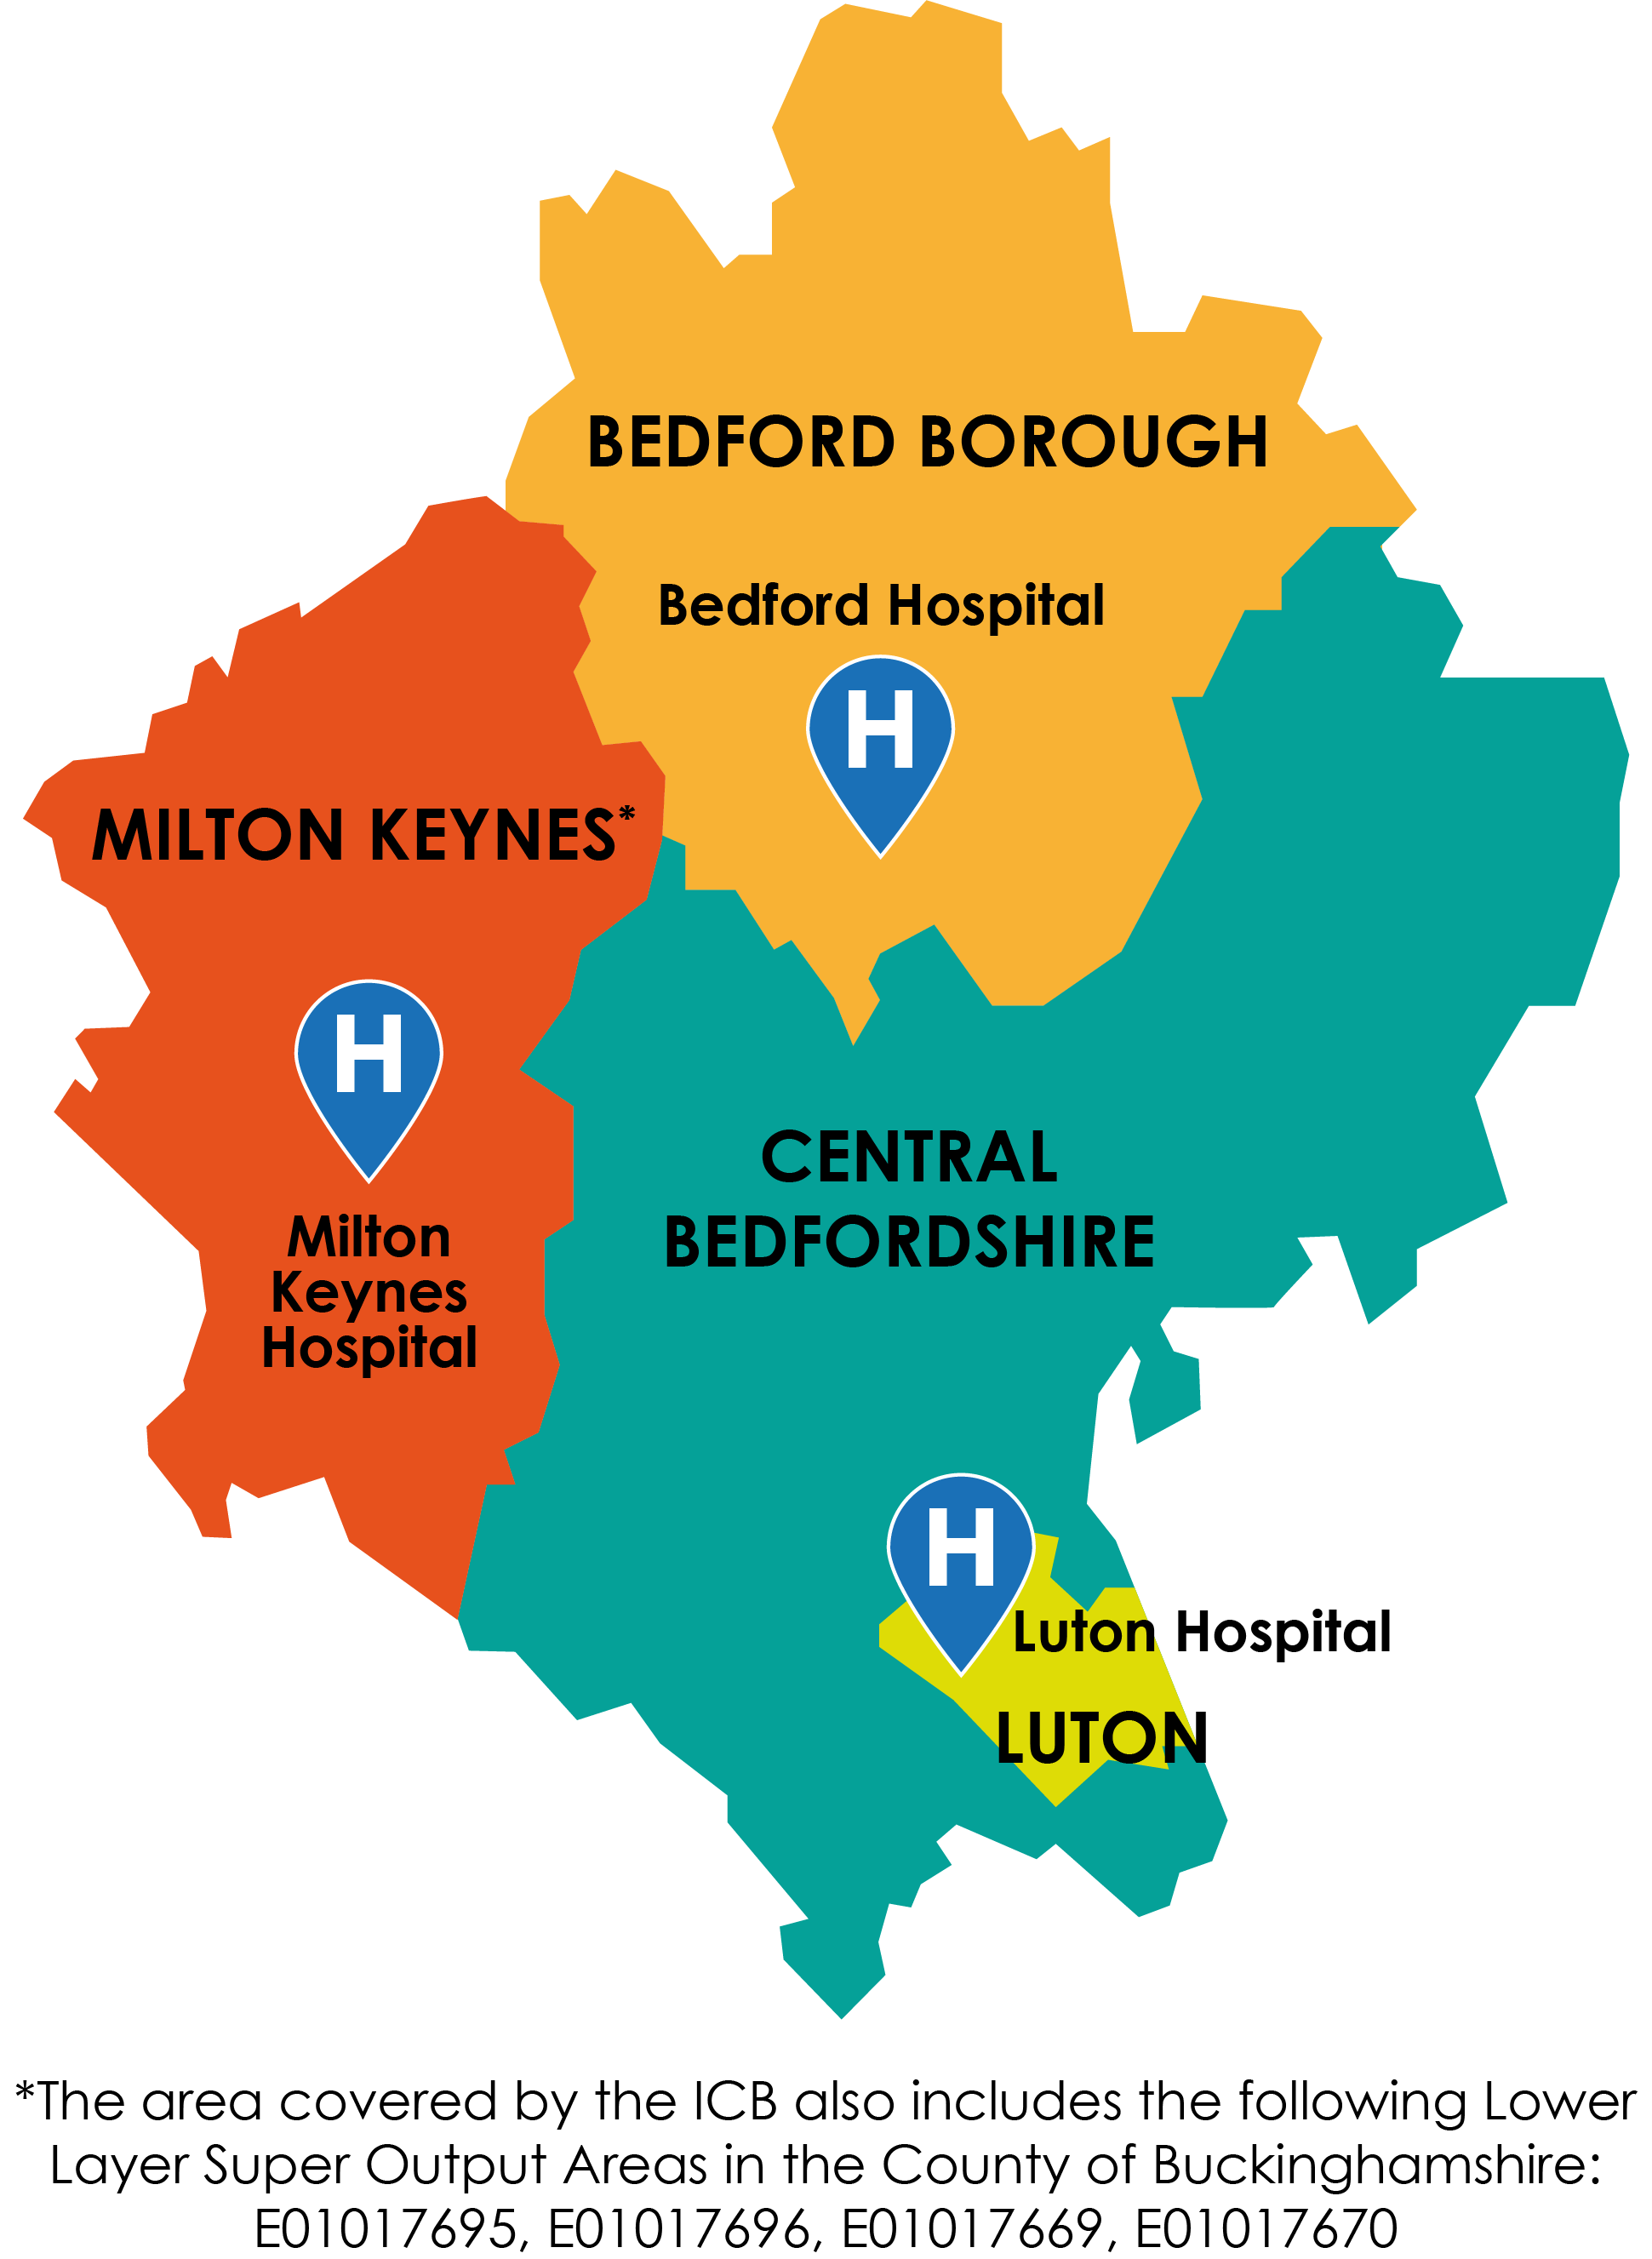 BEDFORD BOROUGH
Bedford Hospital
H
MILTON KEYNES*
H
Milton
Keynes
Hospital
CENTRAL
BEDFORDSHIRE
H
Luton Hospital
LUTON
*The area covered by the ICB also includes the following Lower
Layer Super Output Areas in the County of Buckinghamshire:
E01017695, E01017696, E01017669, E01017670